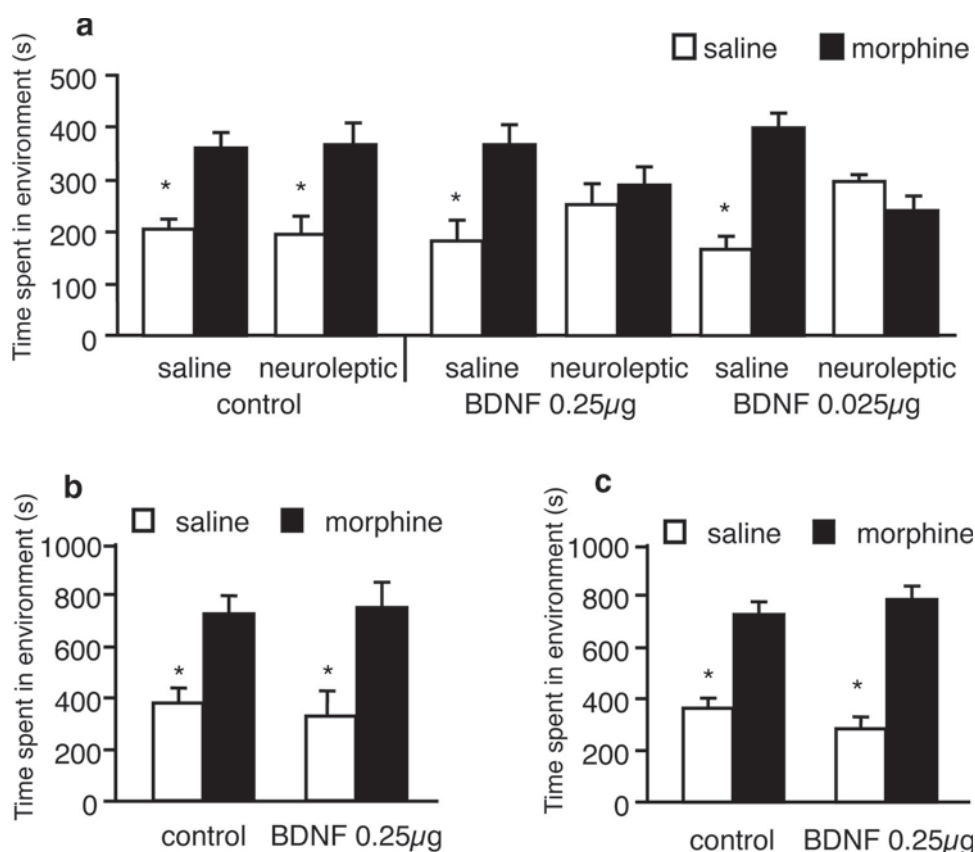 a
saline morphine
Time spent in environment (s)
500
400
300
200
100
0
* * * *
saline neuroleptic saline neuroleptic saline neuroleptic
control BDNF 0.25µg BDNF 0.025µg
b
saline morphine
Time spent in environment (s)
1000
800
600
400
200
0
* *
control BDNF 0.25µg
c
saline morphine
Time spent in environment (s)
1000
800
600
400
200
0
* *
control BDNF 0.25µg